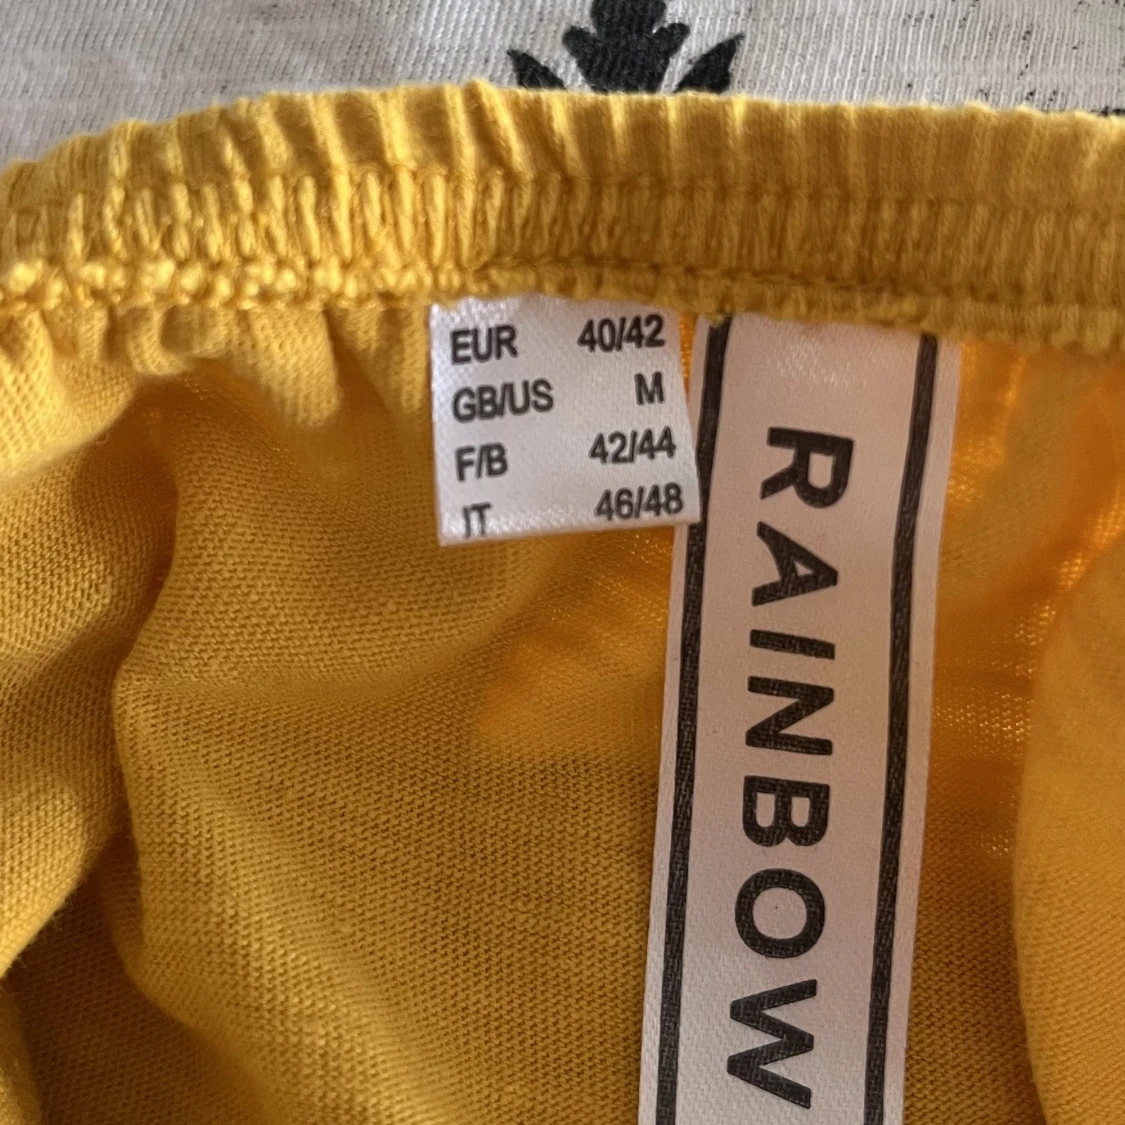 EUR 40/42
GB/US M
F/B 42/44
IT 46/48
RAINBOW